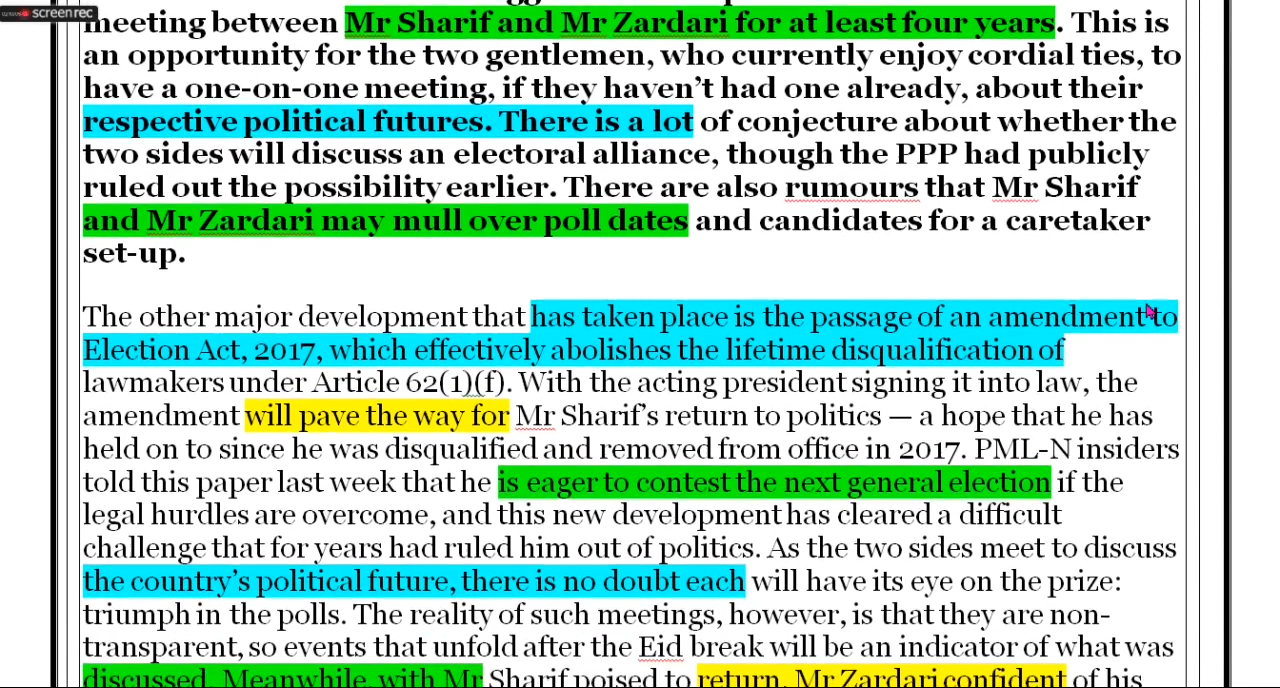 screenrec
meeting between Mr Sharif and Mr Zardari for at least four years. This is
an opportunity for the two gentlemen, who currently enjoy cordial ties, to
have a one-on-one meeting, if they haven't had one already, about their
respective political futures. There is a lot of conjecture about whether the
two sides will discuss an electoral alliance, though the PPP had publicly
ruled out the possibility earlier. There are also rumours that Mr Sharif
and Mr Zardari may mull over poll dates and candidates for a caretaker
set-up.
The other major development that has taken place is the passage of an amendment to
Election Act, 2017, which effectively abolishes the lifetime disqualification of
lawmakers under Article 62(1)(f). With the acting president signing it into law, the
amendment will pave the way for Mr Sharif's return to politics — a hope that he has
held on to since he was disqualified and removed from office in 2017. PML-N insiders
told this paper last week that he is eager to contest the next general election if the
legal hurdles are overcome, and this new development has cleared a difficult
challenge that for years had ruled him out of politics. As the two sides meet to discuss
the country's political future, there is no doubt each will have its eye on the prize:
triumph in the polls. The reality of such meetings, however, is that they are non-
transparent, so events that unfold after the Eid break will be an indicator of what was
discussed. Meanwhile, with Mr Sharif poised to return, Mr Zardari confident of his